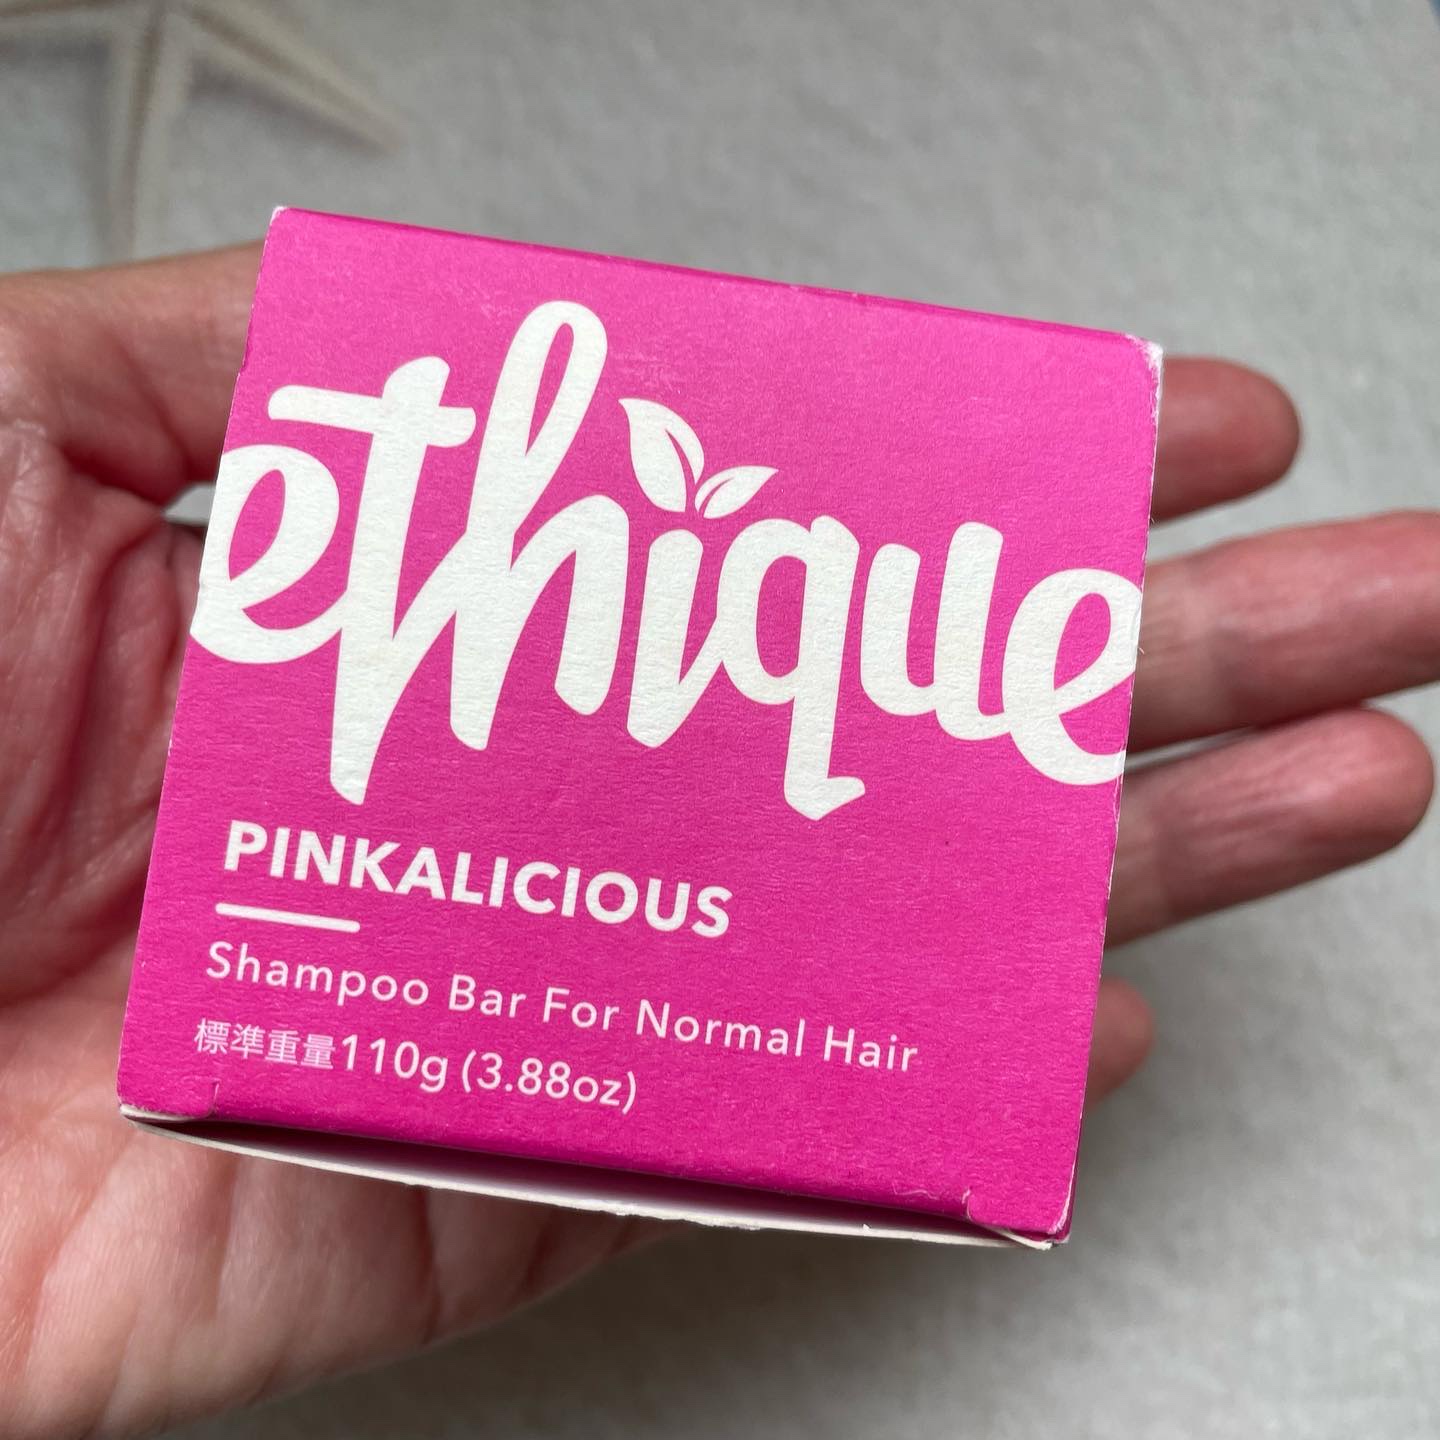 ethique
PINKALICIOUS
Shampoo Bar For Normal Hair
標準重量110g (3.88oz)